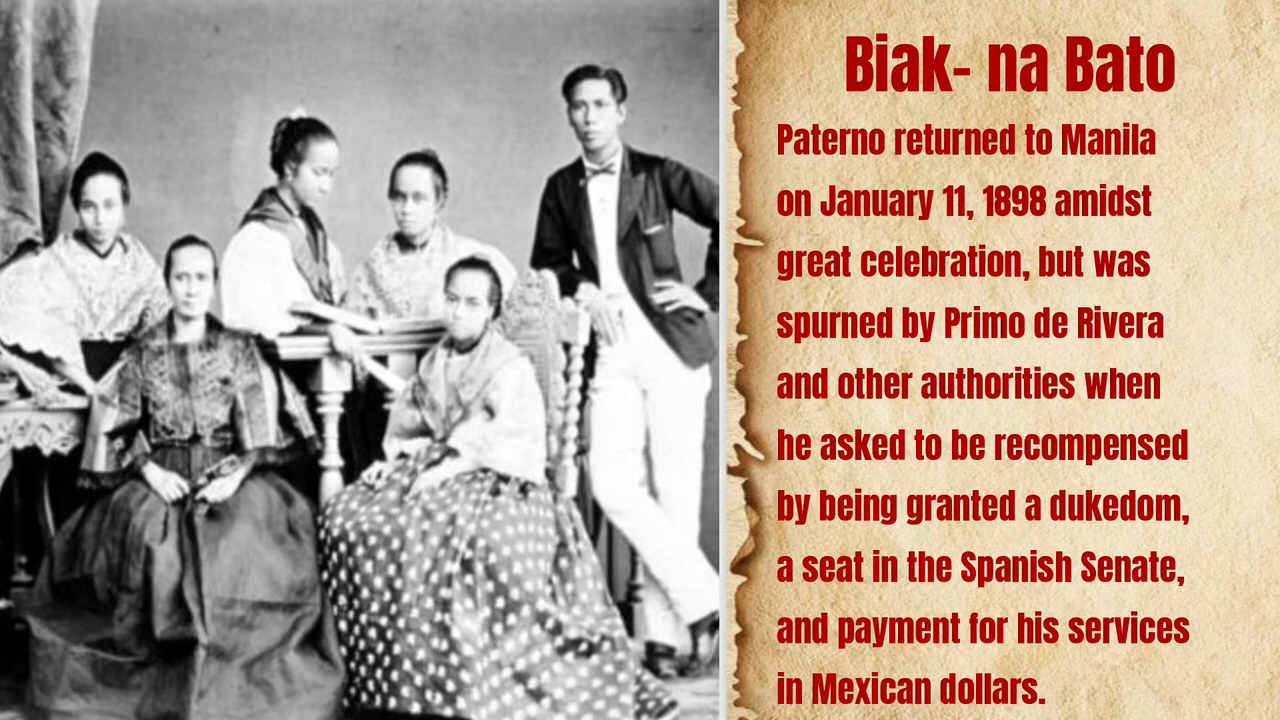 Biak- na Bato
Paterno returned to Manila
on January 11, 1898 amidst
great celebration, but was
spurned by Primo de Rivera
and other authorities when
he asked to be recompensed
by being granted a dukedom,
a seat in the Spanish Senate,
and payment for his services
in Mexican dollars.